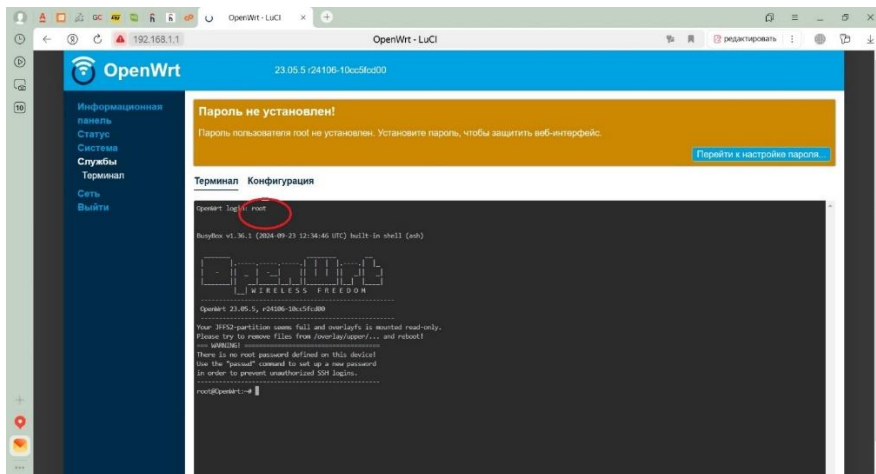 OpenWrt - LuCI
192.168.1.1
OpenWrt - LuCI
редактировать
10
OpenWrt
23.05.5 r24106-10cc5fcd00
Информационная
панель
Статус
Система
Службы
Терминал
Сеть
Выйти
Пароль не установлен!
Пароль пользователя root не установлен. Установите пароль, чтобы защитить веб-интерфейс.
Перейти к настройке пароля...
Терминал Конфигурация
OpenWrt login: root
BusyBox v1.36.1 (2024-09-23 12:34:46 UTC) built-in shell (ash)
WIRELESS FREEDOM
OpenWrt 23.05.5, r24106-10cc5fcd00
Your JFFS2-partition seems full and overlayfs is mounted read-only.
Please try to remove files from /overlay/upper/... and reboot!
=== WARNING! =====================================
There is no root password defined on this device!
Use the "passwd" command to set up a new password
in order to prevent unauthorized SSH logins.
root@OpenWrt:~#